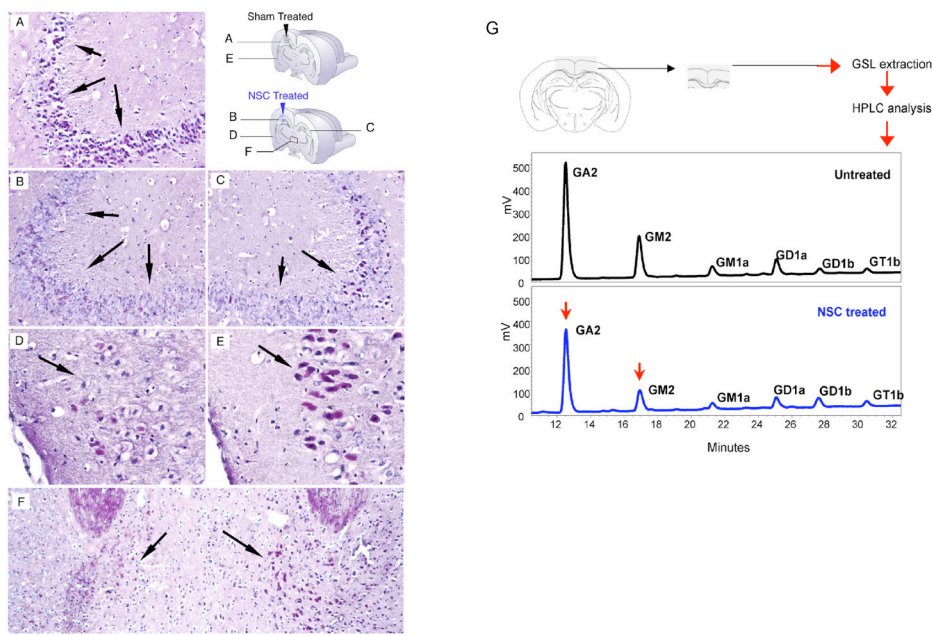 A
Sham Treated
A
E
NSC Treated
B
D
C
F
B
C
D
E
F
G
GSL extraction
HPLC analysis
Untreated
500
400
300
200
100
0
mV
GA2
GM2
GM1a
GD1a
GD1b
GT1b
NSC treated
500
400
300
200
100
0
mV
GA2
GM2
GM1a
GD1a
GD1b
GT1b
12 14 16 18 20 22 24 26 28 30 32
Minutes